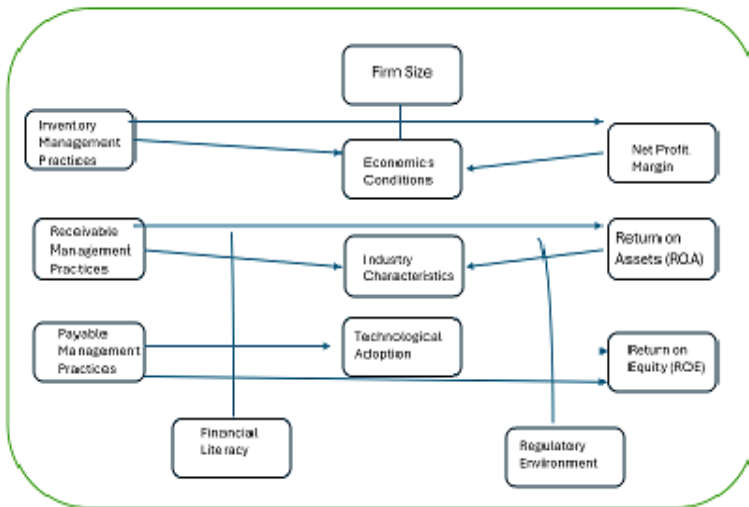 Firm Size
Inventory
Management
Practices
Economics
Conditions
Net Profit
Margin
Receivable
Management
Practices
Industry
Characteristics
Return on
Assets (ROA)
Payable
Management
Practices
Technological
Adoption
Return on
Equity (ROE)
Financial
Literacy
Regulatory
Environment